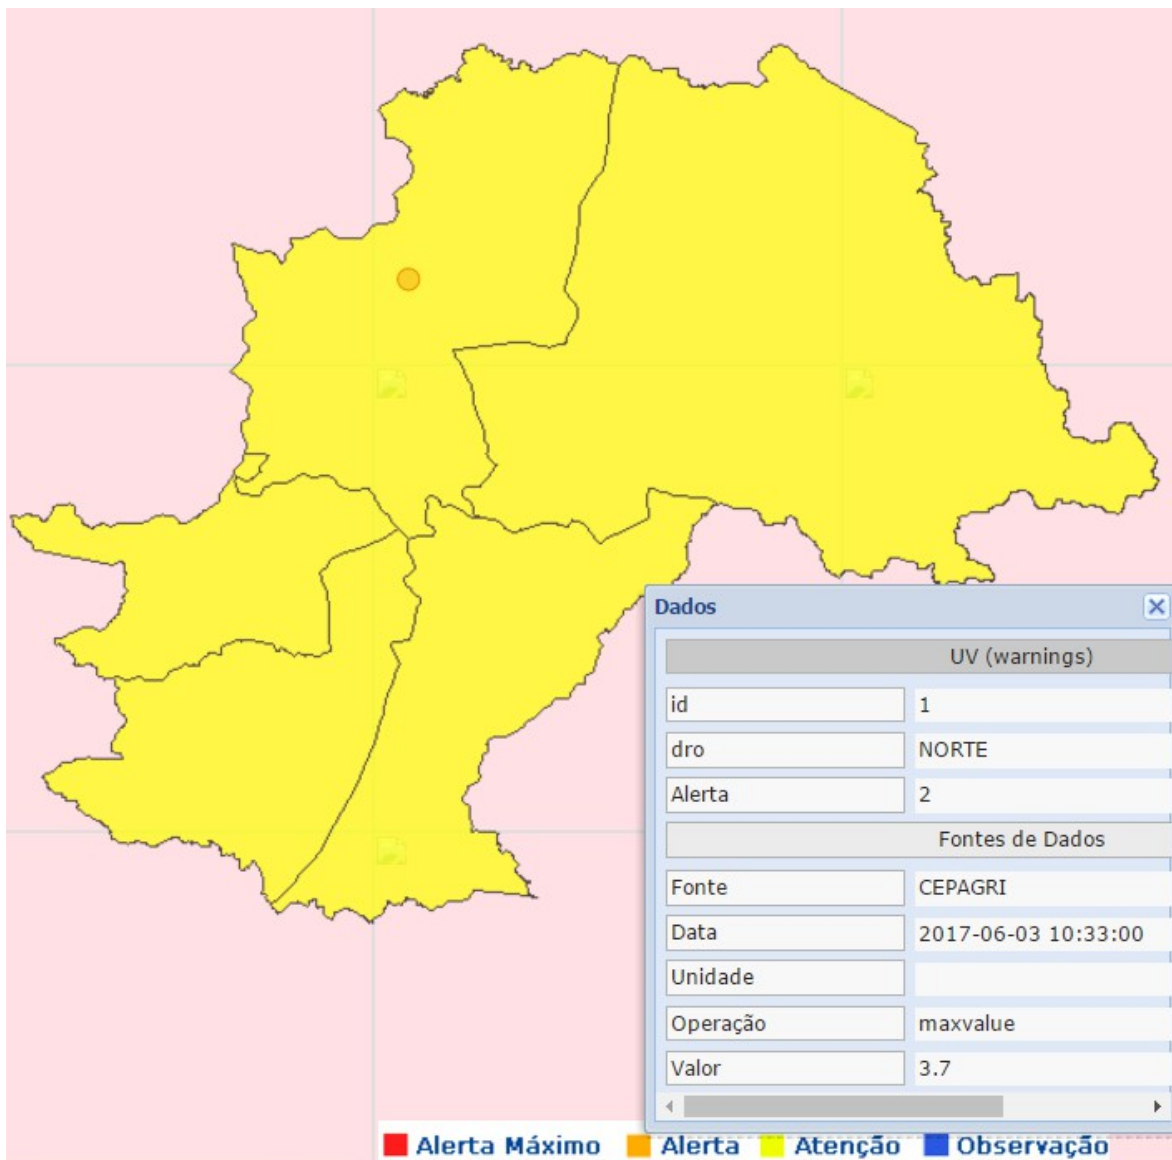 Dados
UV (warnings)
id 1
dro NORTE
Alerta 2
Fontes de Dados
Fonte CEPAGRI
Data 2017-06-03 10:33:00
Unidade
Operação maxvalue
Valor 3.7
Alerta Máximo Alerta Atenção Observação